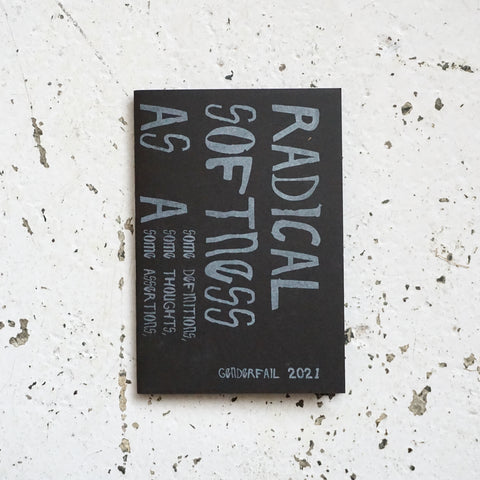 RADICAL
SOFTNESS
AS A
SOME DEFINITIONS,
SOME THOUGHTS,
SOME ASSERTIONS,
GENDERFAIL 2021